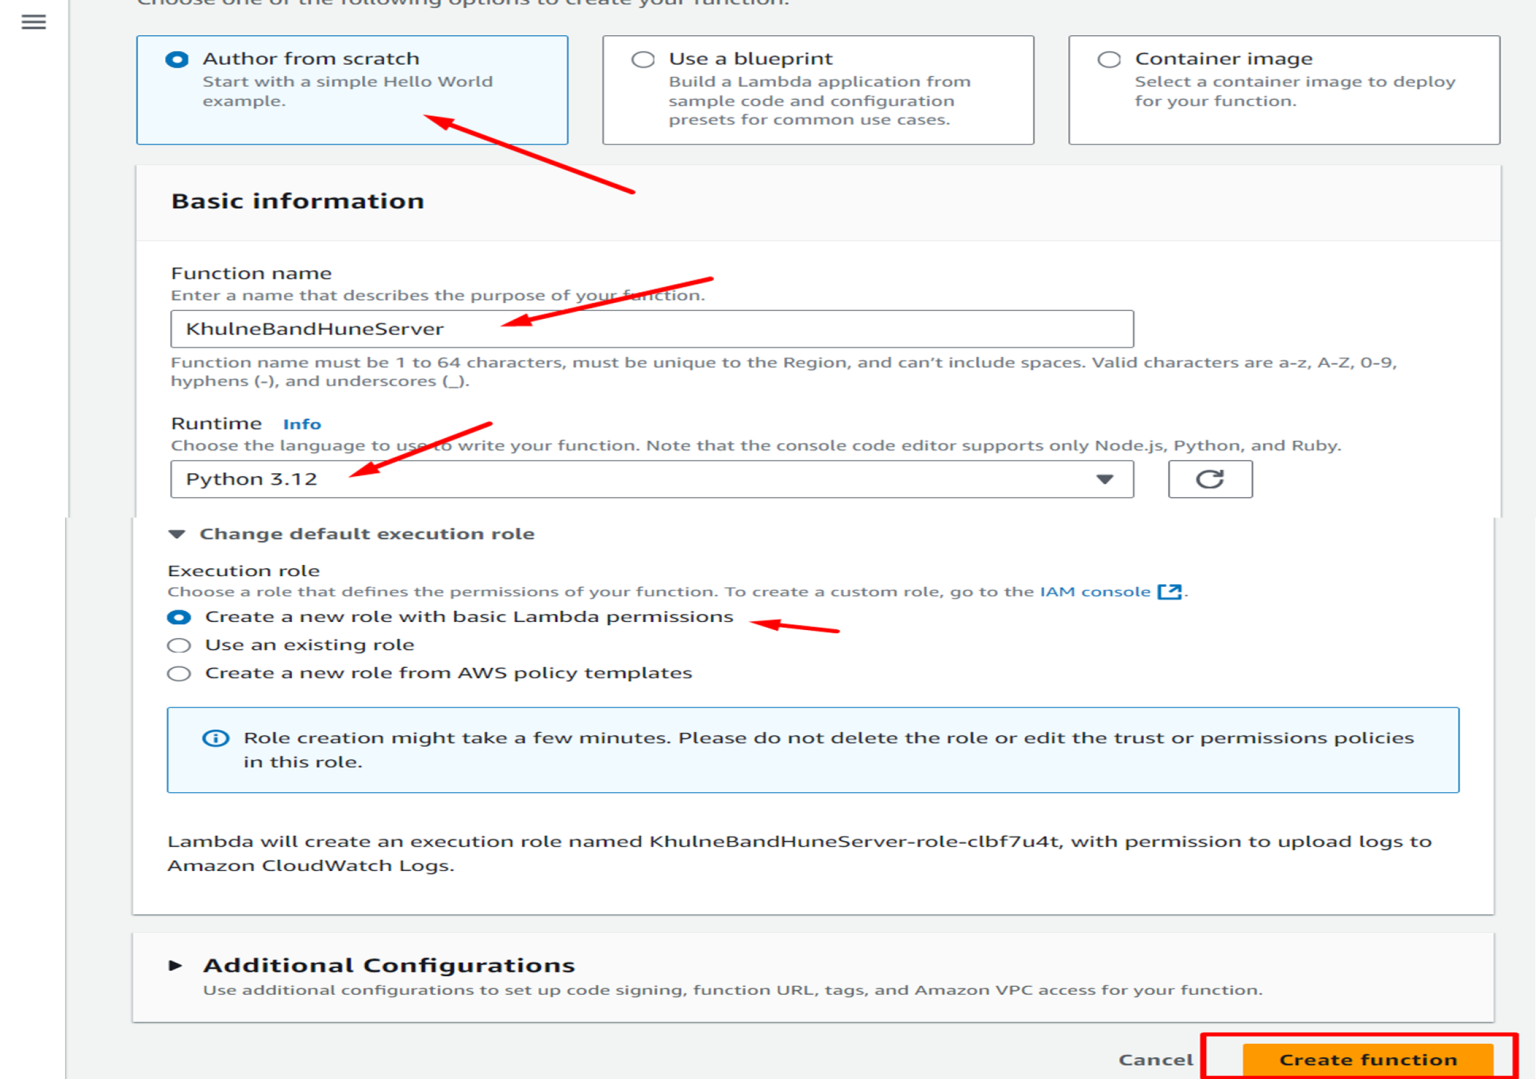 Choose one of the following options to create your function.
Author from scratch
Start with a simple Hello World
example.
Use a blueprint
Build a Lambda application from
sample code and configuration
presets for common use cases.
Container image
Select a container image to deploy
for your function.
Basic information
Function name
Enter a name that describes the purpose of your function.
KhulneBandHuneServer
Function name must be 1 to 64 characters, must be unique to the Region, and can’t include spaces. Valid characters are a-z, A-Z, 0-9,
hyphens (-), and underscores (_).
Runtime Info
Choose the language to use to write your function. Note that the console code editor supports only Node.js, Python, and Ruby.
Python 3.12
Change default execution role
Execution role
Choose a role that defines the permissions of your function. To create a custom role, go to the IAM console.
Create a new role with basic Lambda permissions
Use an existing role
Create a new role from AWS policy templates
Role creation might take a few minutes. Please do not delete the role or edit the trust or permissions policies
in this role.
Lambda will create an execution role named KhulneBandHuneServer-role-clbf7u4t, with permission to upload logs to
Amazon CloudWatch Logs.
Additional Configurations
Use additional configurations to set up code signing, function URL, tags, and Amazon VPC access for your function.
Cancel
Create function